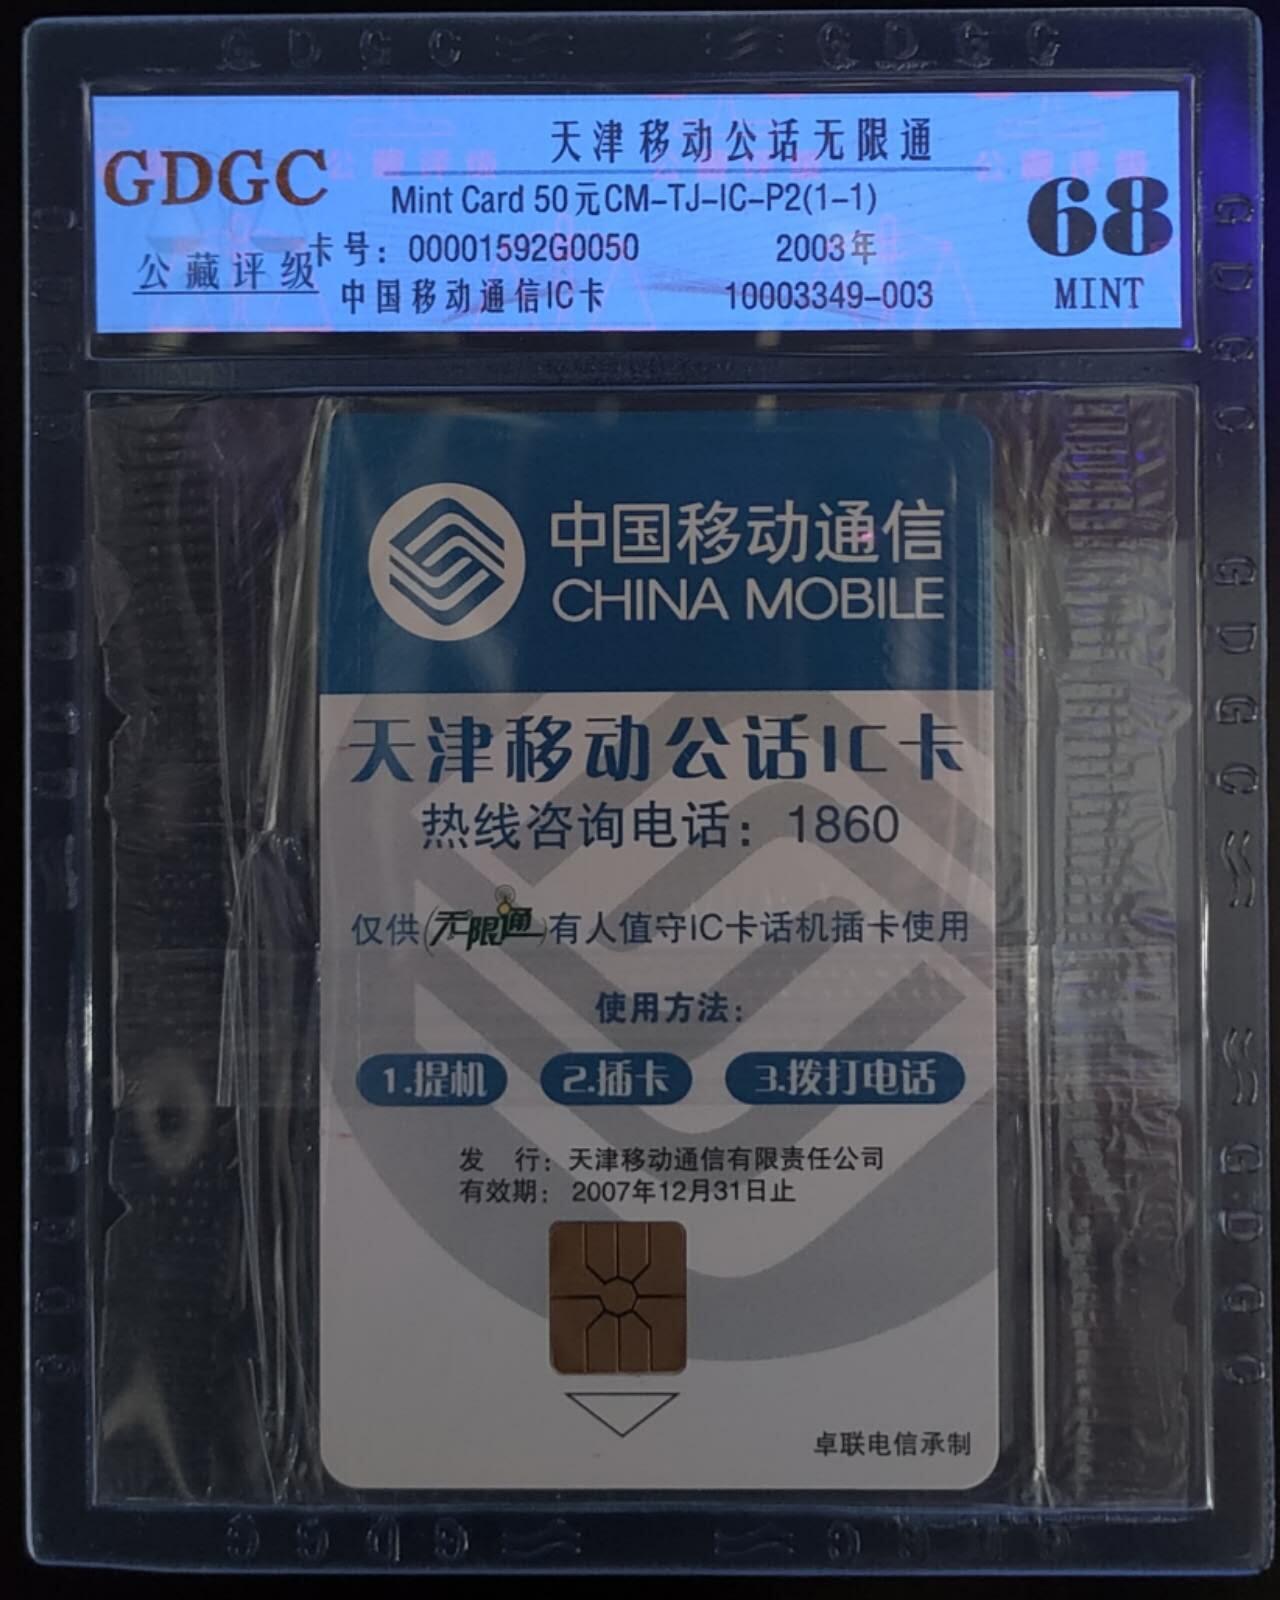 GDGC
公藏评级
天津移动公话无限通
Mint Card 50元CM-TJ-IC-P2(1-1)
卡号：00001592G0050 2003年
中国移动通信IC卡 10003349-003
68
MINT
中国移动通信
CHINA MOBILE
天津移动公话IC卡
热线咨询电话：1860
仅供(无限通)有人值守IC卡话机插卡使用
使用方法：
1.提机 2.插卡 3.拨打电话
发 行：天津移动通信有限责任公司
有效期：2007年12月31日止
卓联电信承制